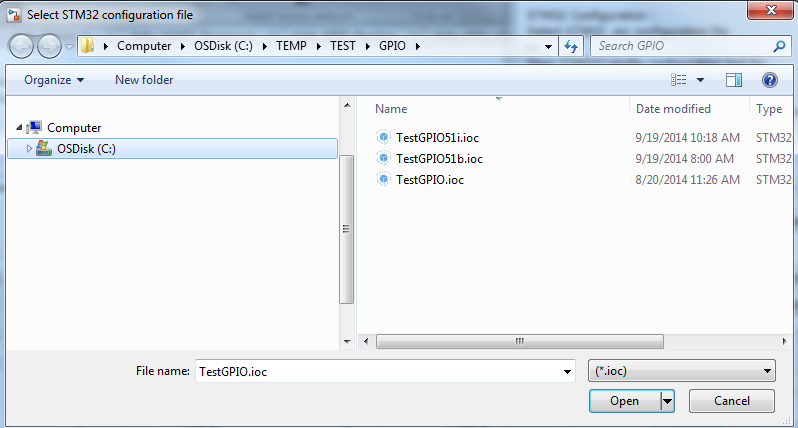 Select STM32 configuration file
STM32 Configuration
Computer OSDisk (C:) TEMP TEST GPIO Search GPIO
Organize New folder
Name Date modified Type
Computer
OSDisk (C:)
TestGPIO51i.ioc 9/19/2014 10:18 AM STM32
TestGPIO51b.ioc 9/19/2014 8:00 AM STM32
TestGPIO.ioc 8/20/2014 11:26 AM STM32
File name: TestGPIO.ioc (*.ioc)
Open Cancel